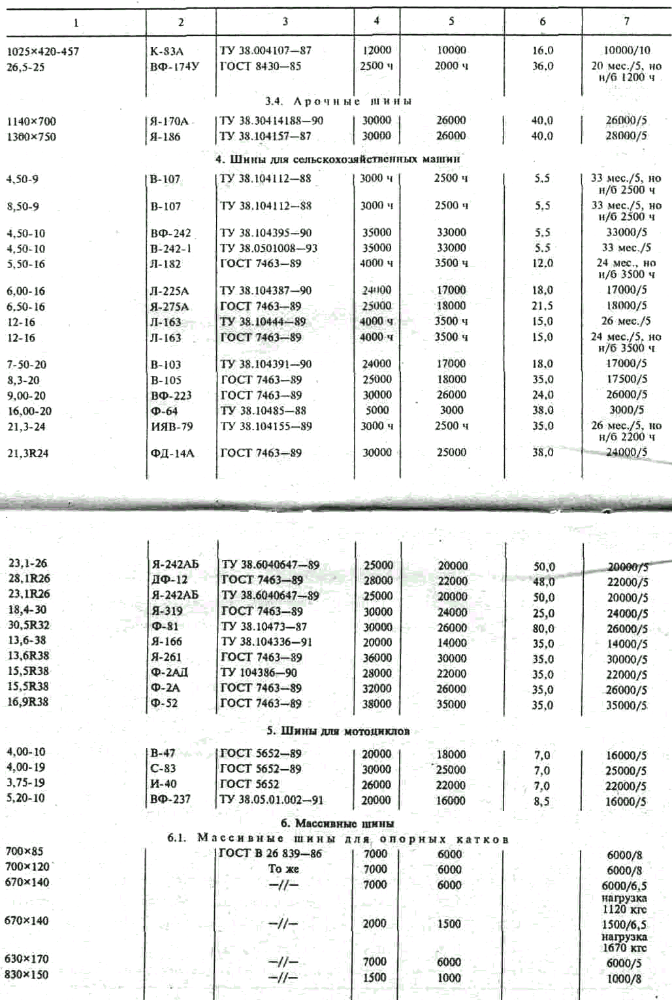 1 2 3 4 5 6 7
1025×420-457 К-83А ТУ 38.004107—87 12000 10000 16,0 10000/10
26,5-25 ВФ-174У ГОСТ 8430—85 2500 ч 2000 ч 36,0 20 мес./5, но
н/б 1200 ч
3.4. Арочные шины
1140×700 Я-170А ТУ 38.30414188—90 30000 26000 40,0 26000/5
1300×750 Я-186 ТУ 38.104157—87 30000 26000 40,0 28000/5
4. Шины для сельскохозяйственных машин
4,50-9 В-107 ТУ 38.104112—88 3000 ч 2500 ч 5,5 33 мес./5, но
н/б 2500 ч
8,50-9 В-107 ТУ 38.104112—88 3000 ч 2500 ч 5,5 33 мес./5, но
н/б 2500 ч
4,50-10 ВФ-242 ТУ 38.104395—90 35000 33000 5,5 33000/5
4,50-10 В-242-1 ТУ 38.0501008—93 35000 33000 5,5 33 мес./5
5,50-16 Л-182 ГОСТ 7463—89 4000 ч 3500 ч 12,0 24 мес., но
н/б 3500 ч
6,00-16 Л-225А ТУ 38.104387—90 24000 17000 18,0 17000/5
6,50-16 Я-275А ГОСТ 7463—89 25000 18000 21,5 18000/5
12-16 Л-163 ТУ 38.10444—89 4000 ч 3500 ч 15,0 26 мес./5
12-16 Л-163 ГОСТ 7463—89 4000 ч 3500 ч 15,0 24 мес./5, но
н/б 3500 ч
7-50-20 В-103 ТУ 38.104391—90 24000 17000 18,0 17000/5
8,3-20 В-105 ГОСТ 7463—89 25000 18000 35,0 17500/5
9,00-20 ВФ-223 ГОСТ 7463—89 30000 26000 24,0 26000/5
16,00-20 Ф-64 ТУ 38.10485—88 5000 3000 38,0 3000/5
21,3-24 ИЯВ-79 ТУ 38.104155—89 3000 ч 2500 ч 35,0 26 мес./5, но
н/б 2200 ч
21,3R24 ФД-14А ГОСТ 7463—89 30000 25000 38,0 24000/5
23,1-26 Я-242АБ ТУ 38.6040647—89 25000 20000 50,0 20000/5
28,1R26 ДФ-12 ГОСТ 7463—89 28000 22000 48,0 22000/5
23,1R26 Я-242АБ ТУ 38.6040647—89 25000 20000 50,0 20000/5
18,4-30 Я-319 ГОСТ 7463—89 30000 24000 25,0 24000/5
30,5R32 Ф-81 ТУ 38.10473—87 30000 26000 80,0 26000/5
13,6-38 Я-166 ТУ 38.104336—91 20000 14000 35,0 14000/5
13,6R38 Я-261 ГОСТ 7463—89 36000 30000 35,0 30000/5
15,5R38 Ф-2АД ТУ 104386—90 28000 22000 35,0 22000/5
15,5R38 Ф-2А ГОСТ 7463—89 32000 26000 35,0 26000/5
16,9R38 Ф-52 ГОСТ 7463—89 38000 35000 35,0 35000/5
5. Шины для мотоциклов
4,00-10 В-47 ГОСТ 5652—89 20000 18000 7,0 16000/5
4,00-19 С-83 ГОСТ 5652—89 30000 25000 7,0 25000/5
3,75-19 И-40 ГОСТ 5652 26000 22000 7,0 22000/5
5,20-10 ВФ-237 ТУ 38.05.01.002—91 20000 16000 8,5 16000/5
6. Массивные шины
6.1. Массивные шины для опорных катков
700×85 ГОСТ В 26 839—86 7000 6000 6000/8
700×120 То же 7000 6000 6000/8
670×140 —//— 7000 6000 6000/6,5
нагрузка
1120 кгс
670×140 —//— 2000 1500 1500/6,5
нагрузка
1670 кгс
630×170 —//— 7000 6000 6000/5
830×150 —//— 1500 1000 1000/8